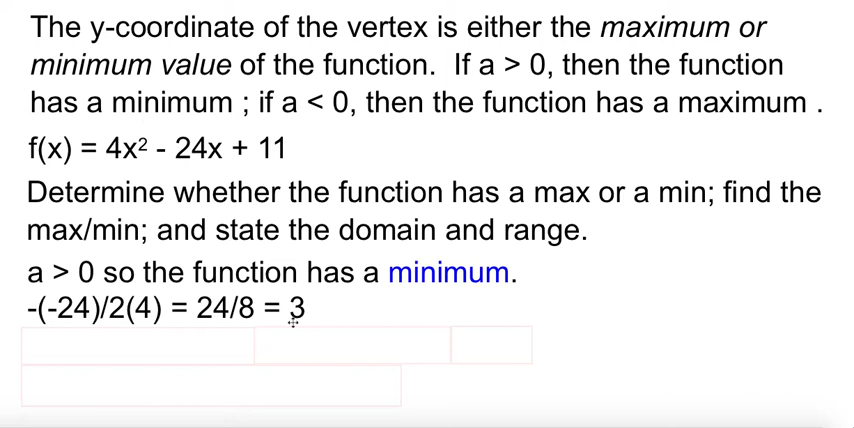 The y-coordinate of the vertex is either the maximum or
minimum value of the function.  If a > 0, then the function
has a minimum ; if a < 0, then the function has a maximum .
f(x) = 4x² - 24x + 11
Determine whether the function has a max or a min; find the
max/min; and state the domain and range.
a > 0 so the function has a minimum.
-(-24)/2(4) = 24/8 = 3